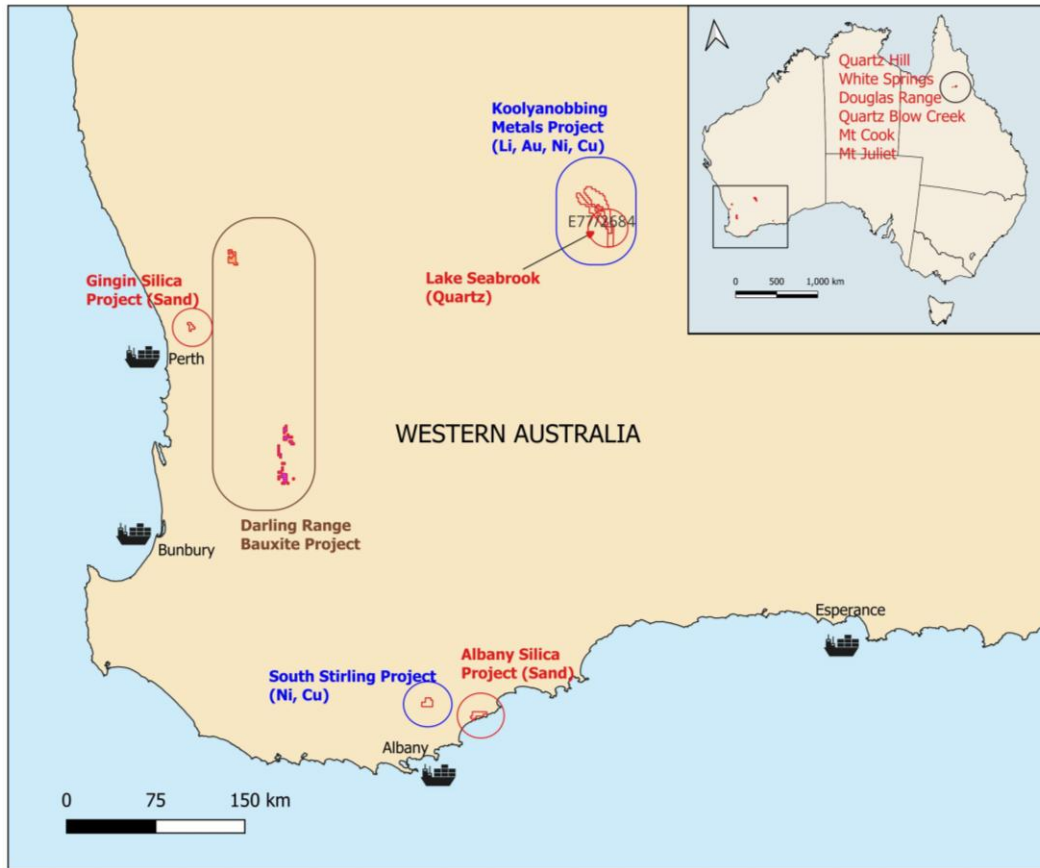 Koolyanobbing
Metals Project
(Li, Au, Ni, Cu)
E77/2684
Lake Seabrook
(Quartz)
Quartz Hill
White Springs
Douglas Range
Quartz Blow Creek
Mt Cook
Mt Juliet
0 500 1,000 km
Gingin Silica
Project (Sand)
Perth
WESTERN AUSTRALIA
Darling Range
Bauxite Project
Bunbury
Esperance
South Stirling Project
(Ni, Cu)
Albany Silica
Project (Sand)
Albany
0 75 150 km